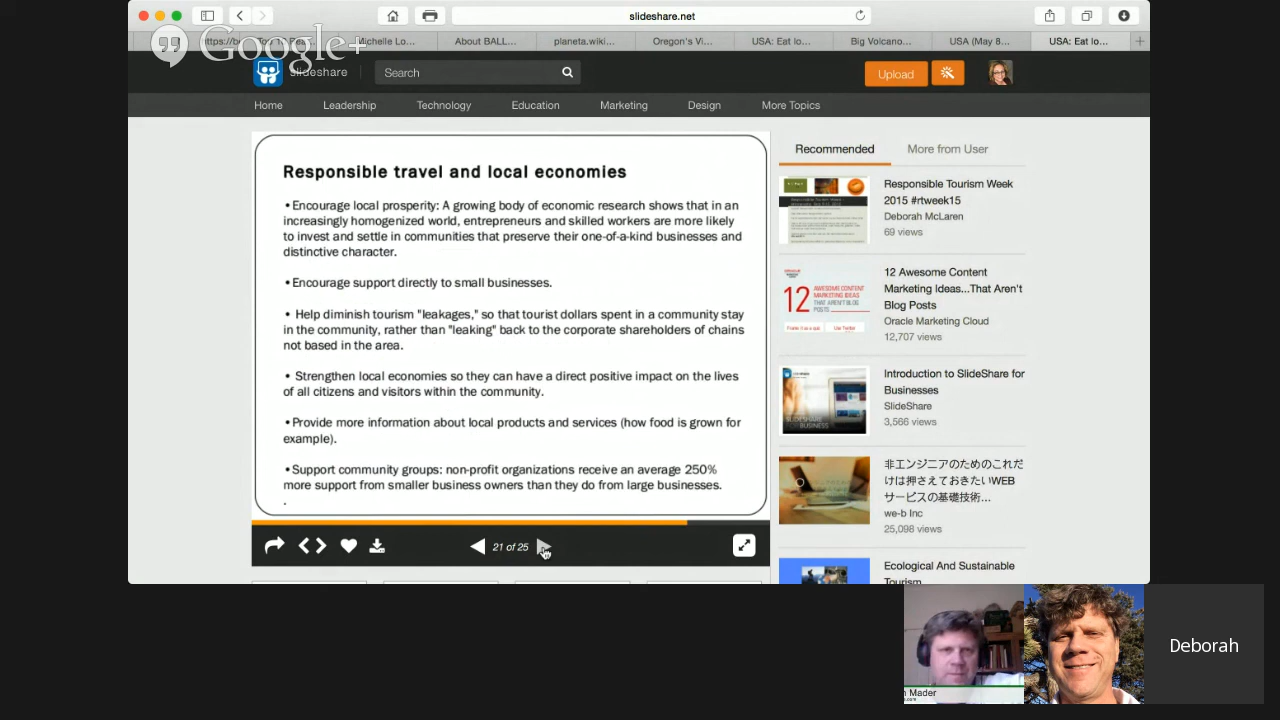 slideshare.net
Google+
https://b
Top 10
Michelle Lo...
About BALL...
planeta.wiki...
Oregon's Vi...
USA: Eat lo...
Big Volcano...
USA (May 8...
USA: Eat lo...
slideshare
Search
Upload
Home
Leadership
Technology
Education
Marketing
Design
More Topics
Responsible travel and local economies
•Encourage local prosperity: A growing body of economic research shows that in an
increasingly homogenized world, entrepreneurs and skilled workers are more likely
to invest and settle in communities that preserve their one-of-a-kind businesses and
distinctive character.
•Encourage support directly to small businesses.
• Help diminish tourism "leakages," so that tourist dollars spent in a community stay
in the community, rather than "leaking" back to the corporate shareholders of chains
not based in the area.
• Strengthen local economies so they can have a direct positive impact on the lives
of all citizens and visitors within the community.
•Provide more information about local products and services (how food is grown for
example).
•Support community groups: non-profit organizations receive an average 250%
more support from smaller business owners than they do from large businesses.
.
21 of 25
Recommended
More from User
Responsible Tourism Week
2015 #rtweek15
Deborah McLaren
69 views
12
AWESOME CONTENT
MARKETING IDEAS
THAT AREN'T BLOG
POSTS
12 Awesome Content
Marketing Ideas...That Aren't
Blog Posts
Oracle Marketing Cloud
12,707 views
Introduction to SlideShare for
Businesses
SlideShare
3,566 views
非エンジニアのためのこれだ
けは押さえておきたいWEB
サービスの基礎技術...
we-b Inc
25,098 views
Ecological And Sustainable
Tourism
n Mader
Deborah